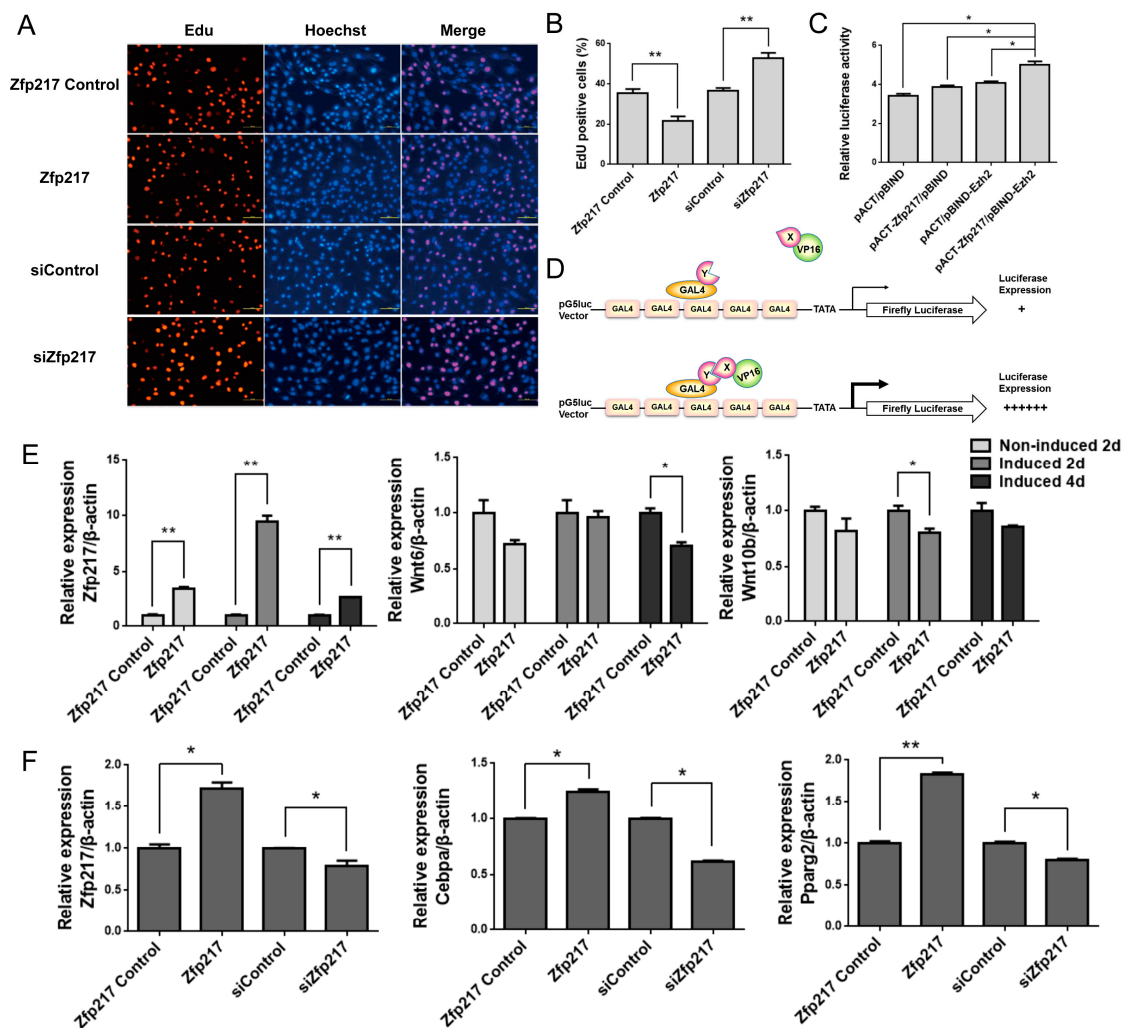 A
Edu Hoechst Merge
Zfp217 Control
Zfp217
siControl
siZfp217
B
EdU positive cells (%)
60
40
20
0
** **
Zfp217 Control Zfp217 siControl siZfp217
C
Relative luciferase activity
6
4
2
0
*
*
*
pACT/pBIND pACT-Zfp217/pBIND pACT/pBIND-Ezh2 pACT-Zfp217/pBIND-Ezh2
D
X
VP16
Y
GAL4
pG5luc
Vector
GAL4 GAL4 GAL4 GAL4 GAL4 TATA Firefly Luciferase
Luciferase
Expression
+
Y X VP16
GAL4
pG5luc
Vector
GAL4 GAL4 GAL4 GAL4 GAL4 TATA Firefly Luciferase
Luciferase
Expression
++++++
E
Relative expression
Zfp217/β-actin
15
10
5
0
** ** **
Zfp217 Control Zfp217 Zfp217 Control Zfp217 Zfp217 Control Zfp217
Relative expression
Wnt6/β-actin
1.5
1.0
0.5
0.0
*
Zfp217 Control Zfp217 Zfp217 Control Zfp217 Zfp217 Control Zfp217
Relative expression
Wnt10b/β-actin
1.5
1.0
0.5
0.0
*
Zfp217 Control Zfp217 Zfp217 Control Zfp217 Zfp217 Control Zfp217
Non-induced 2d
Induced 2d
Induced 4d
F
Relative expression
Zfp217/β-actin
2.0
1.5
1.0
0.5
0.0
* *
Zfp217 Control Zfp217 siControl siZfp217
Relative expression
Cebpa/β-actin
1.5
1.0
0.5
0.0
* *
Zfp217 Control Zfp217 siControl siZfp217
Relative expression
Pparg2/β-actin
2.0
1.5
1.0
0.5
0.0
** *
Zfp217 Control Zfp217 siControl siZfp217